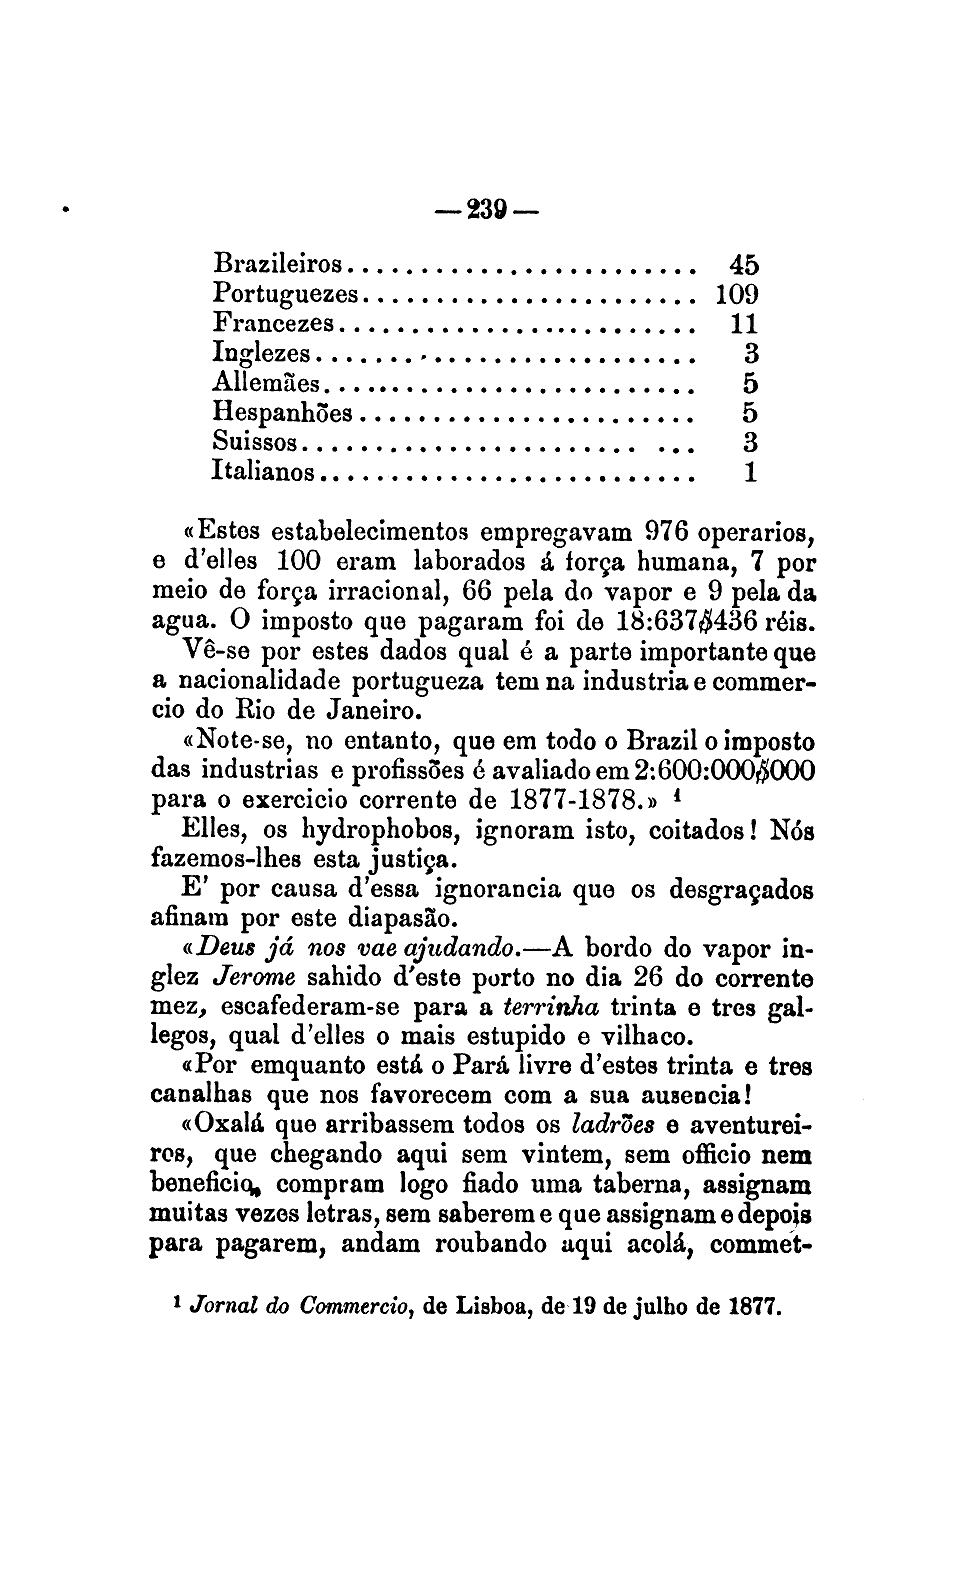 — 239 —
Brazileiros........................ 45
Portuguezes....................... 109
Francezes......................... 11
Inglezes.......................... 3
Allemães.......................... 5
Hespanhões....................... 5
Suissos.......................... 3
Italianos.......................... 1
«Estes estabelecimentos empregavam 976 operarios,
e d'elles 100 eram laborados á força humana, 7 por
meio de força irracional, 66 pela do vapor e 9 pela da
agua. O imposto que pagaram foi de 18:637$436 réis.
Vê-se por estes dados qual é a parte importante que
a nacionalidade portugueza tem na industria e commer-
cio do Rio de Janeiro.
«Note-se, no entanto, que em todo o Brazil o imposto
das industrias e profissões é avaliado em 2:600:000$000
para o exercicio corrente de 1877-1878.» ¹
Elles, os hydrophobos, ignoram isto, coitados! Nós
fazemos-lhes esta justiça.
E' por causa d'essa ignorancia que os desgraçados
afinam por este diapasão.
«Deus já nos vae ajudando.—A bordo do vapor in-
glez Jerome sahido d'este porto no dia 26 do corrente
mez, escafederam-se para a terrinha trinta e tres gal-
legos, qual d'elles o mais estupido e vilhaco.
«Por emquanto está o Pará livre d'estes trinta e tres
canalhas que nos favorecem com a sua ausencia!
«Oxalá que arribassem todos os ladrões e aventurei-
ros, que chegando aqui sem vintem, sem officio nem
beneficio, compram logo fiado uma taberna, assignam
muitas vezes letras, sem saberem e que assignam e depois
para pagarem, andam roubando aqui acolá, commet-
¹ Jornal do Commercio, de Lisboa, de 19 de julho de 1877.